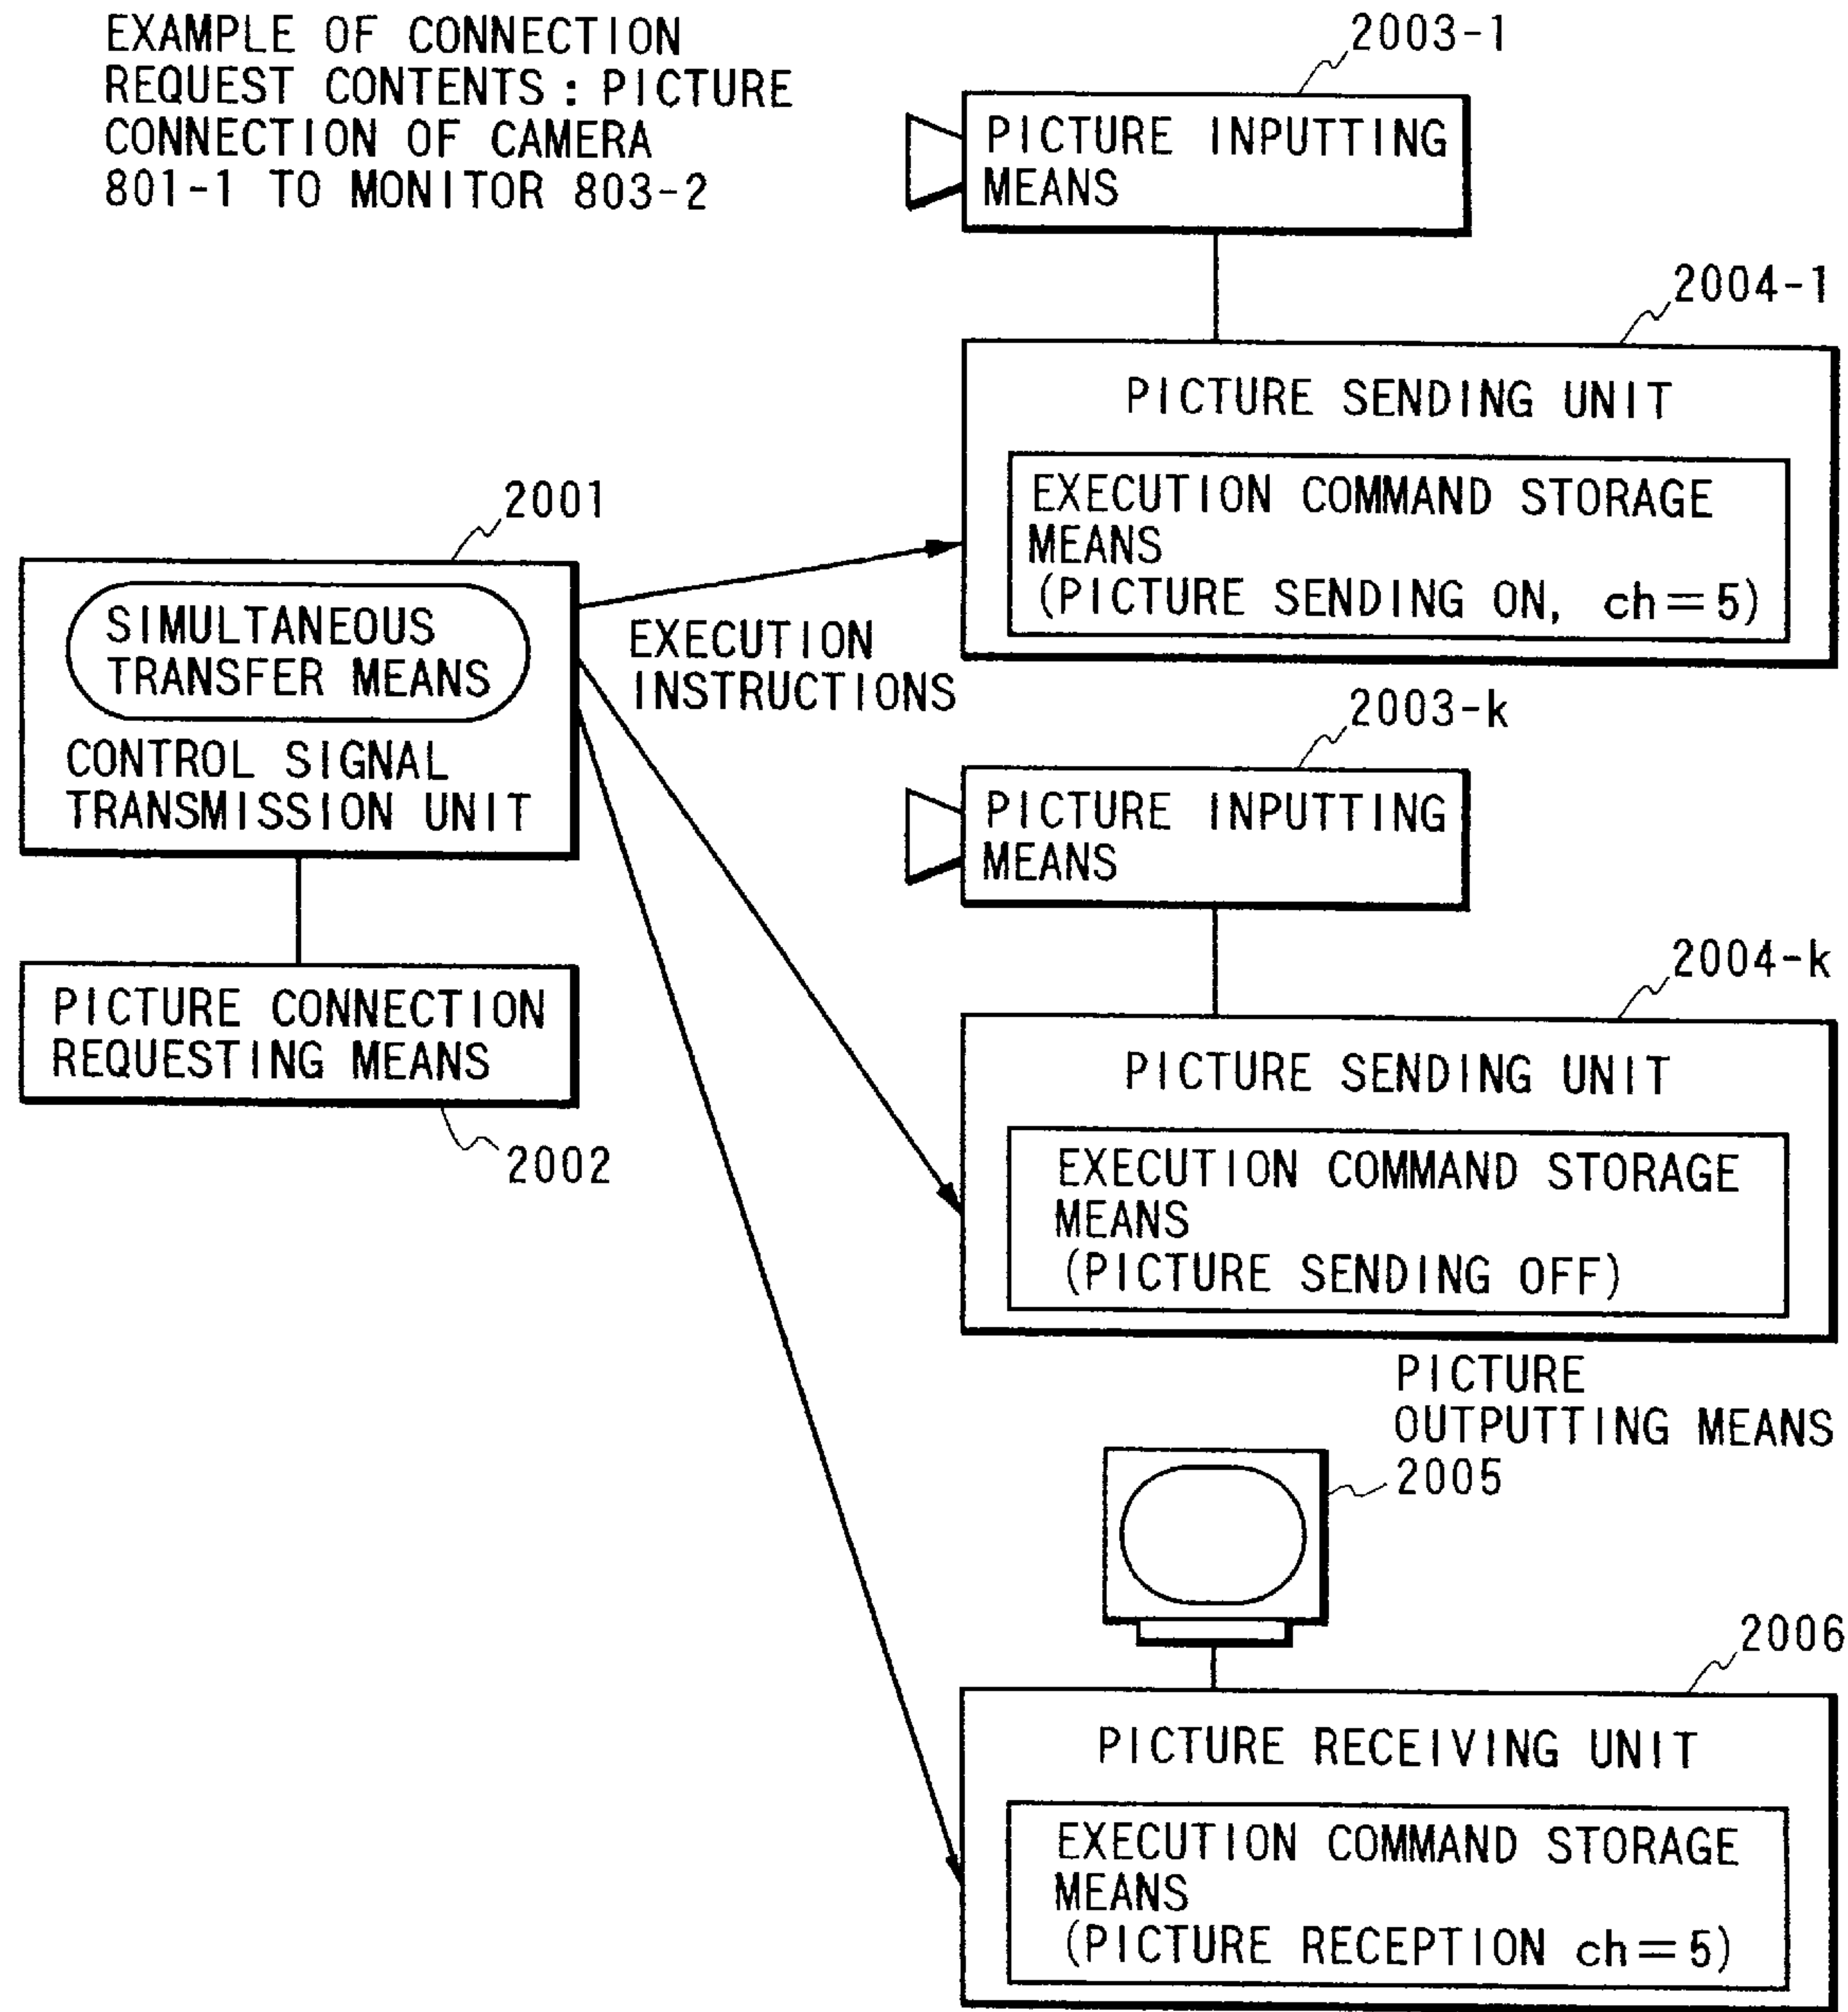 EXAMPLE OF CONNECTION
REQUEST CONTENTS : PICTURE
CONNECTION OF CAMERA
801-1 TO MONITOR 803-2
2003-1
PICTURE INPUTTING
MEANS
2004-1
PICTURE SENDING UNIT
EXECUTION COMMAND STORAGE
MEANS
(PICTURE SENDING ON, ch=5)
2001
SIMULTANEOUS
TRANSFER MEANS
CONTROL SIGNAL
TRANSMISSION UNIT
EXECUTION
INSTRUCTIONS
PICTURE CONNECTION
REQUESTING MEANS
2002
2003-k
PICTURE INPUTTING
MEANS
2004-k
PICTURE SENDING UNIT
EXECUTION COMMAND STORAGE
MEANS
(PICTURE SENDING OFF)
PICTURE
OUTPUTTING MEANS
2005
2006
PICTURE RECEIVING UNIT
EXECUTION COMMAND STORAGE
MEANS
(PICTURE RECEPTION ch=5)